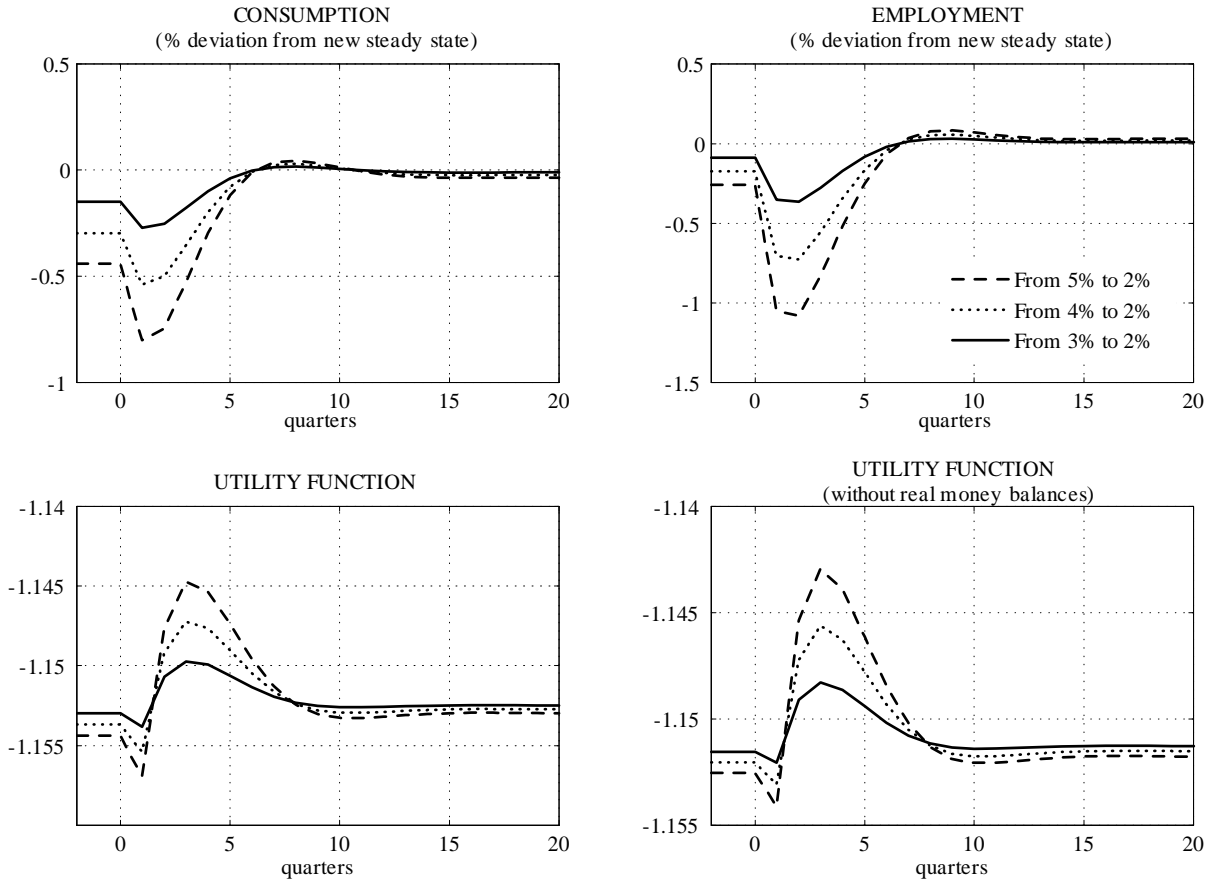 CONSUMPTION
(% deviation from new steady state)
0.5
0
-0.5
-1
0 5 10 15 20
quarters
EMPLOYMENT
(% deviation from new steady state)
0.5
0
-0.5
-1
-1.5
From 5% to 2%
From 4% to 2%
From 3% to 2%
0 5 10 15 20
quarters
UTILITY FUNCTION
-1.14
-1.145
-1.15
-1.155
0 5 10 15 20
quarters
UTILITY FUNCTION
(without real money balances)
-1.14
-1.145
-1.15
-1.155
0 5 10 15 20
quarters